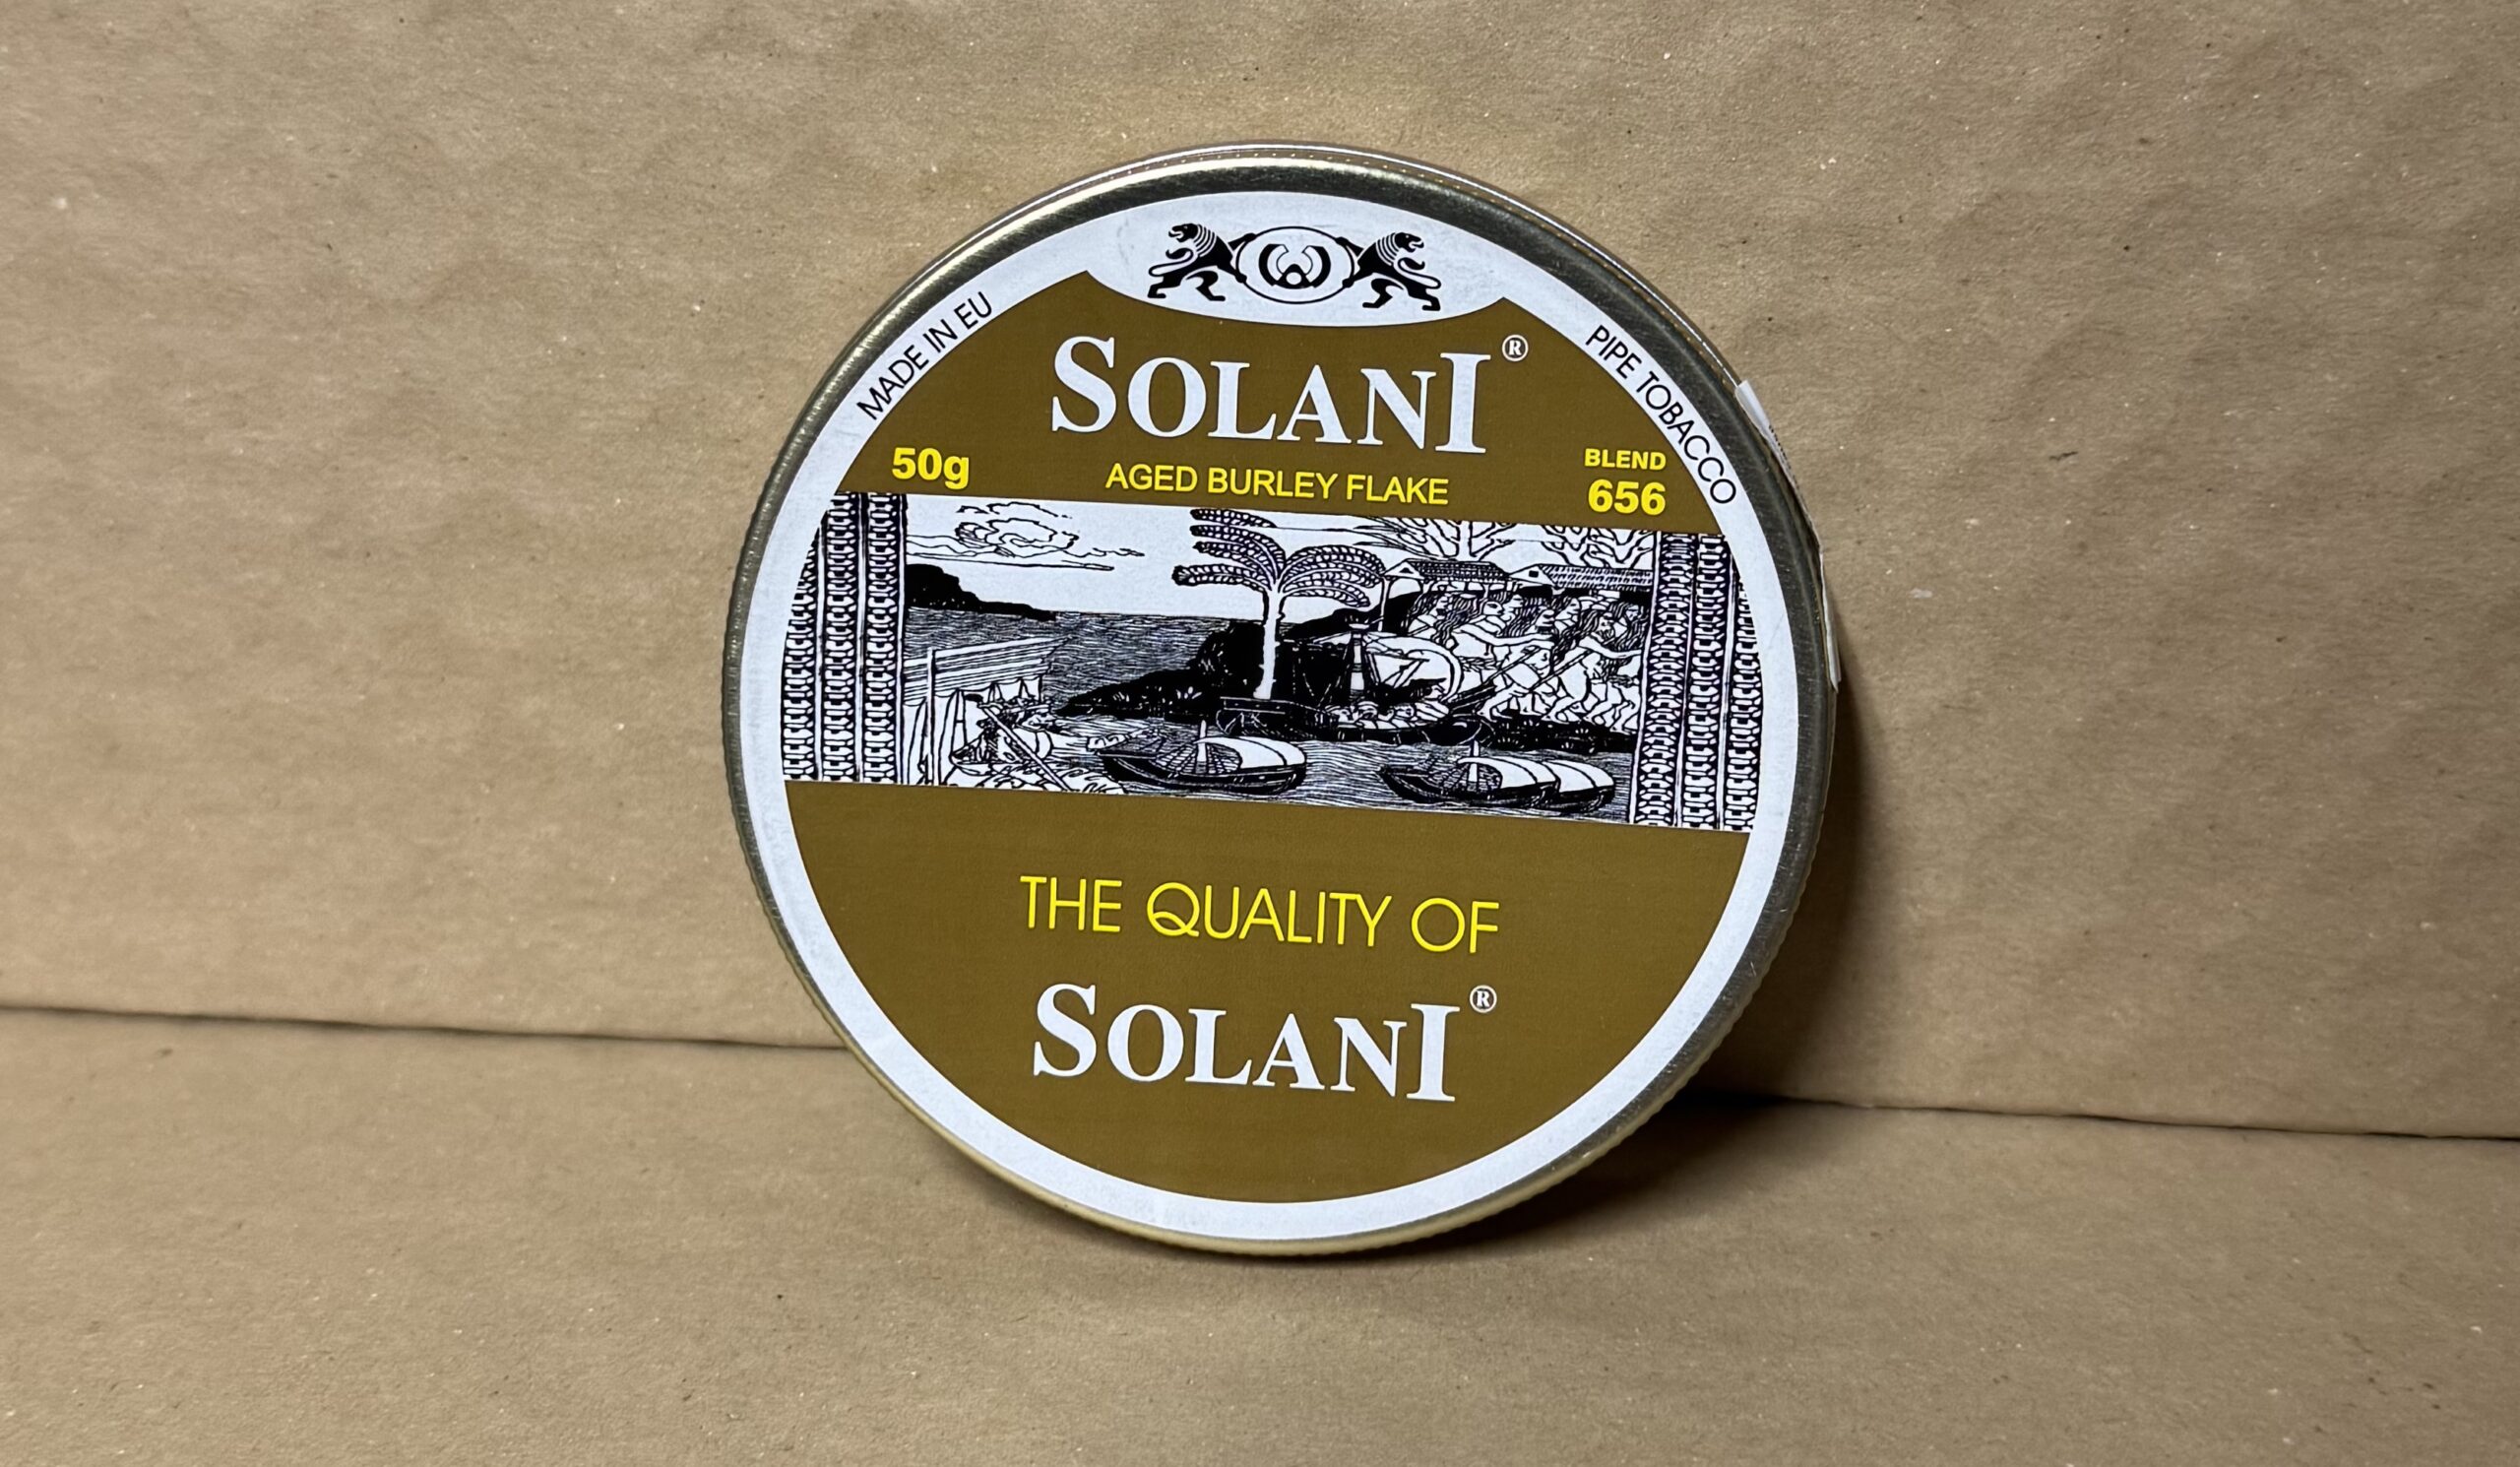 MADE IN EU
PIPE TOBACCO
SOLANI®
50g
AGED BURLEY FLAKE
BLEND
656
THE QUALITY OF
SOLANI®